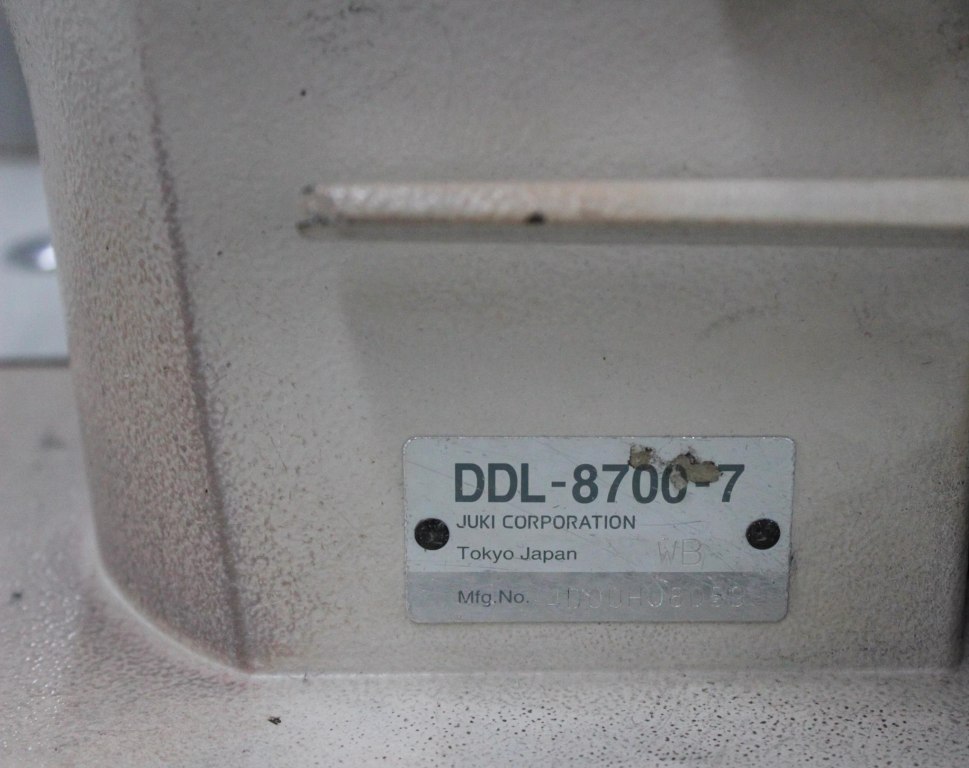 DDL-8700-7
JUKI CORPORATION
Tokyo Japan WB
Mfg.No.